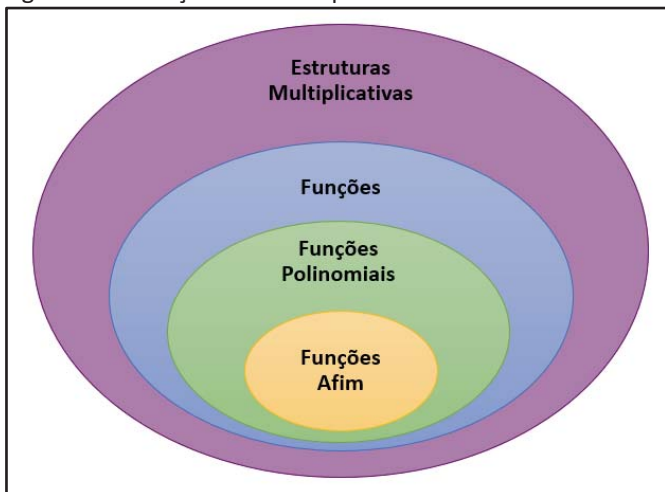 Estruturas
Multiplicativas
Funções
Funções
Polinomiais
Funções
Afim